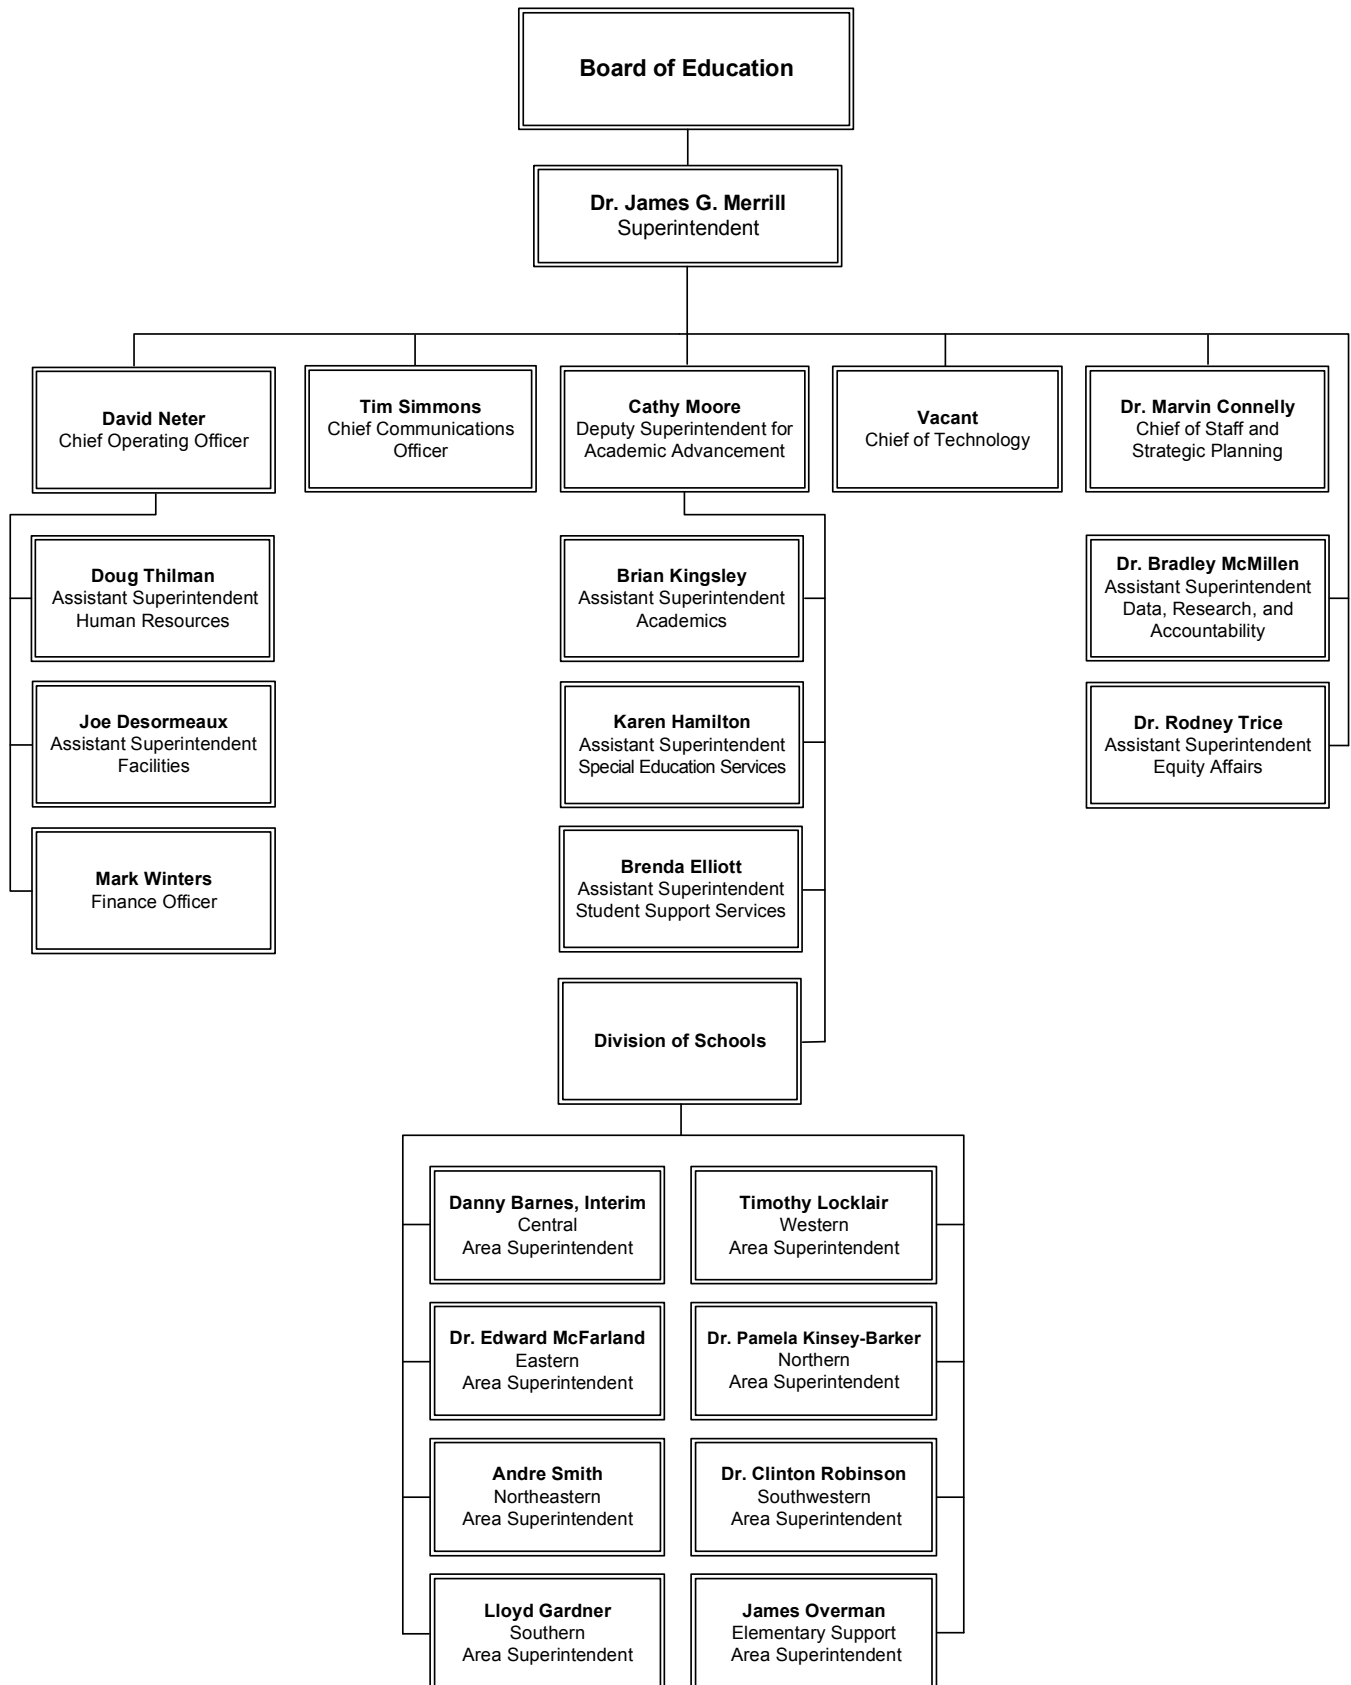 Board of Education
Dr. James G. Merrill
Superintendent
David Neter
Chief Operating Officer
Tim Simmons
Chief Communications
Officer
Cathy Moore
Deputy Superintendent for
Academic Advancement
Vacant
Chief of Technology
Dr. Marvin Connelly
Chief of Staff and
Strategic Planning
Doug Thilman
Assistant Superintendent
Human Resources
Brian Kingsley
Assistant Superintendent
Academics
Dr. Bradley McMillen
Assistant Superintendent
Data, Research, and
Accountability
Joe Desormeaux
Assistant Superintendent
Facilities
Karen Hamilton
Assistant Superintendent
Special Education Services
Dr. Rodney Trice
Assistant Superintendent
Equity Affairs
Mark Winters
Finance Officer
Brenda Elliott
Assistant Superintendent
Student Support Services
Division of Schools
Danny Barnes, Interim
Central
Area Superintendent
Timothy Locklair
Western
Area Superintendent
Dr. Edward McFarland
Eastern
Area Superintendent
Dr. Pamela Kinsey-Barker
Northern
Area Superintendent
Andre Smith
Northeastern
Area Superintendent
Dr. Clinton Robinson
Southwestern
Area Superintendent
Lloyd Gardner
Southern
Area Superintendent
James Overman
Elementary Support
Area Superintendent